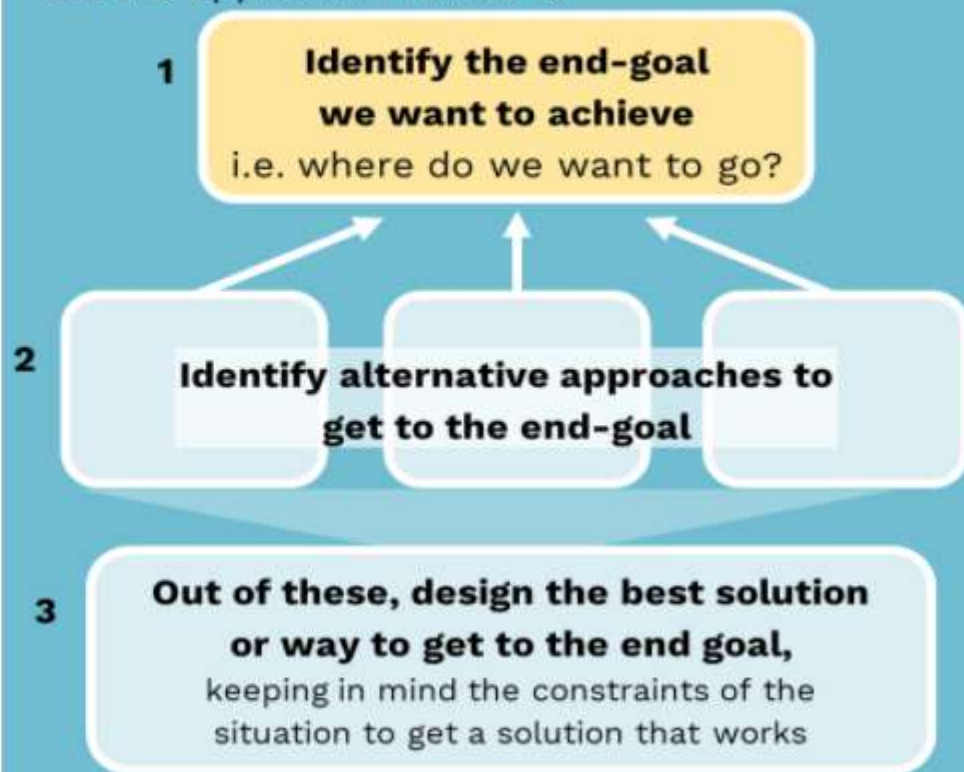 1
Identify the end-goal
we want to achieve
i.e. where do we want to go?
2
Identify alternative approaches to
get to the end-goal
3
Out of these, design the best solution
or way to get to the end goal,
keeping in mind the constraints of the
situation to get a solution that works